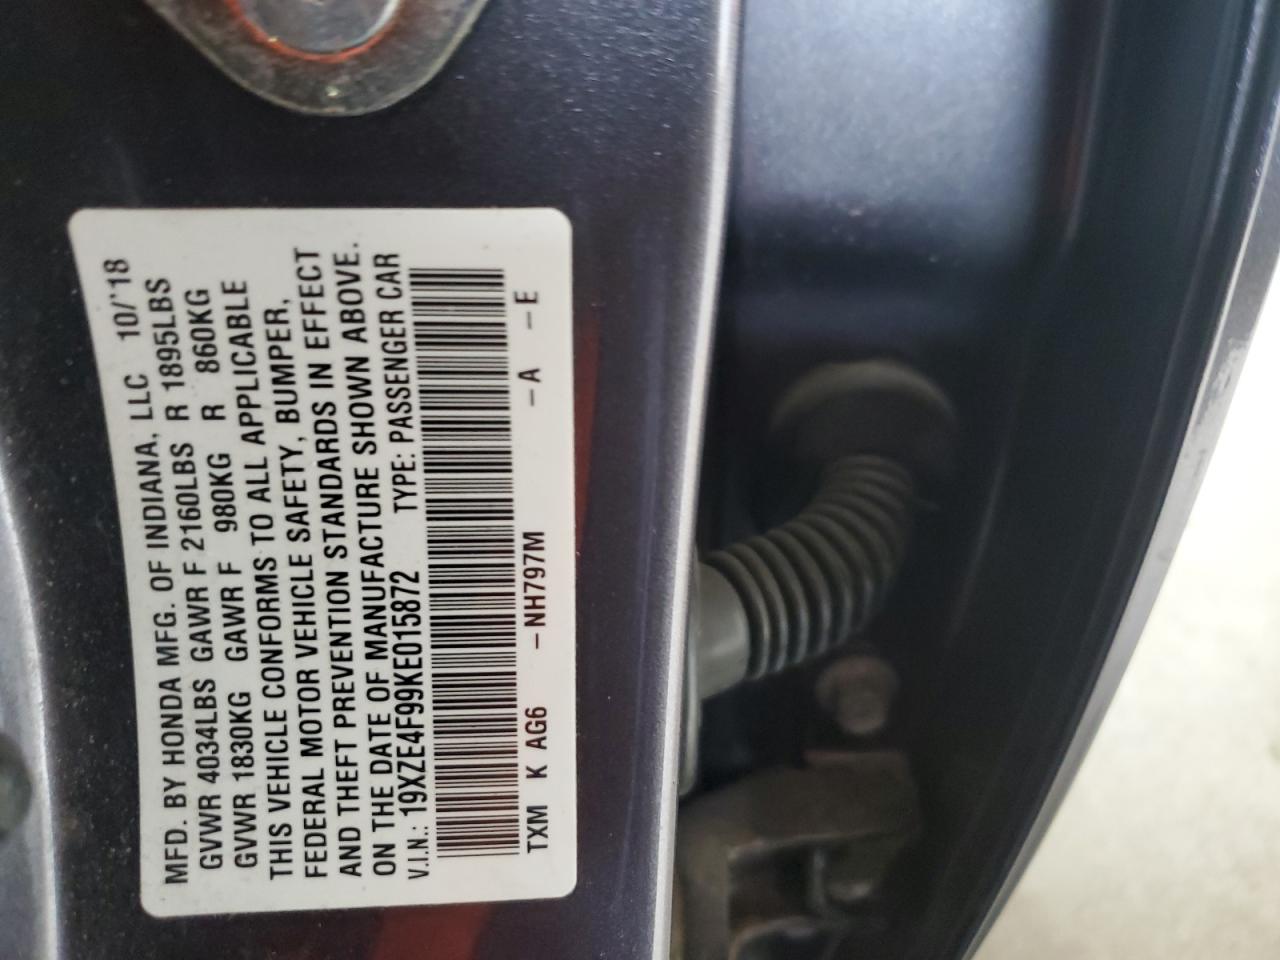 MFD. BY HONDA MFG. OF INDIANA, LLC 10/'18
GVWR 4034LBS GAWR F 2160LBS R 1895LBS
GVWR 1830KG GAWR F 980KG R 860KG
THIS VEHICLE CONFORMS TO ALL APPLICABLE
FEDERAL MOTOR VEHICLE SAFETY, BUMPER,
AND THEFT PREVENTION STANDARDS IN EFFECT
ON THE DATE OF MANUFACTURE SHOWN ABOVE.
V.I.N.: 19XZE4F99KE015872 TYPE: PASSENGER CAR
TXM K AG6 -NH797M -A -E